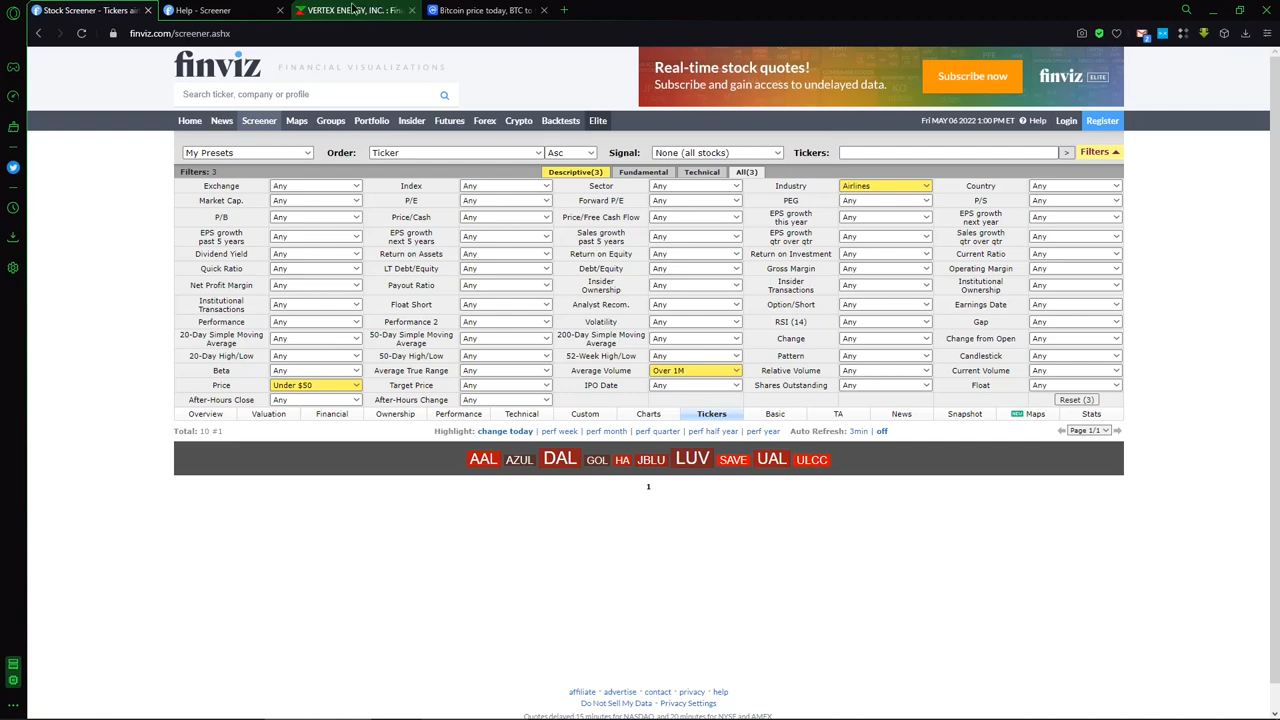 Stock Screener - Tickers ai
Help - Screener
VERTEX ENERGY, INC. : Fin
Bitcoin price today, BTC to
finviz.com/screener.ashx
finviz FINANCIAL VISUALIZATIONS
Real-time stock quotes!
Subscribe and gain access to undelayed data.
Subscribe now
finviz ELITE
Search ticker, company or profile
Home News Screener Maps Groups Portfolio Insider Futures Forex Crypto Backtests Elite
Fri MAY 06 2022 1:00 PM ET Help Login Register
My Presets Order: Ticker Asc Signal: None (all stocks) Tickers: > Filters
Filters: 3 Descriptive(3) Fundamental Technical All(3)
Exchange Any Index Any Sector Any Industry Airlines Country Any
Market Cap. Any P/E Any Forward P/E Any PEG Any P/S Any
P/B Any Price/Cash Any Price/Free Cash Flow Any EPS growth this year Any EPS growth next year Any
EPS growth past 5 years Any EPS growth next 5 years Any Sales growth past 5 years Any EPS growth qtr over qtr Any Sales growth qtr over qtr Any
Dividend Yield Any Return on Assets Any Return on Equity Any Return on Investment Any Current Ratio Any
Quick Ratio Any LT Debt/Equity Any Debt/Equity Any Gross Margin Any Operating Margin Any
Net Profit Margin Any Payout Ratio Any Insider Ownership Any Insider Transactions Any Institutional Ownership Any
Institutional Transactions Any Float Short Any Analyst Recom. Any Option/Short Any Earnings Date Any
Performance Any Performance 2 Any Volatility Any RSI (14) Any Gap Any
20-Day Simple Moving Average Any 50-Day Simple Moving Average Any 200-Day Simple Moving Average Any Change Any Change from Open Any
20-Day High/Low Any 50-Day High/Low Any 52-Week High/Low Any Pattern Any Candlestick Any
Beta Any Average True Range Any Average Volume Over 1M Relative Volume Any Current Volume Any
Price Under $50 Target Price Any IPO Date Any Shares Outstanding Any Float Any
After-Hours Close Any After-Hours Change Any Reset (3)
Overview Valuation Financial Ownership Performance Technical Custom Charts Tickers Basic TA News Snapshot NEW Maps Stats
Total: 10 #1 Highlight: change today | perf week | perf month | perf quarter | perf half year | perf year Auto Refresh: 3min | off Page 1/1
AAL AZUL DAL GOL HA JBLU LUV SAVE UAL ULCC
1
affiliate · advertise · contact · privacy · help
Do Not Sell My Data · Privacy Settings
Quotes delayed 15 minutes for NASDAQ, and 20 minutes for NYSE and AMEX.